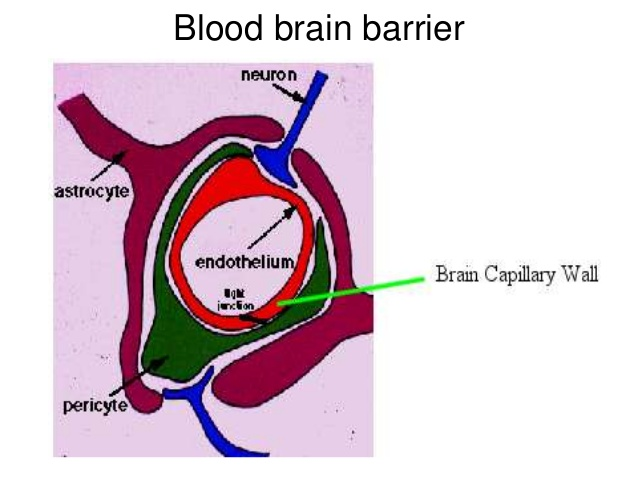 Blood brain barrier
neuron
astrocyte
endothelium
Brain Capillary Wall
tight
junction
pericyte